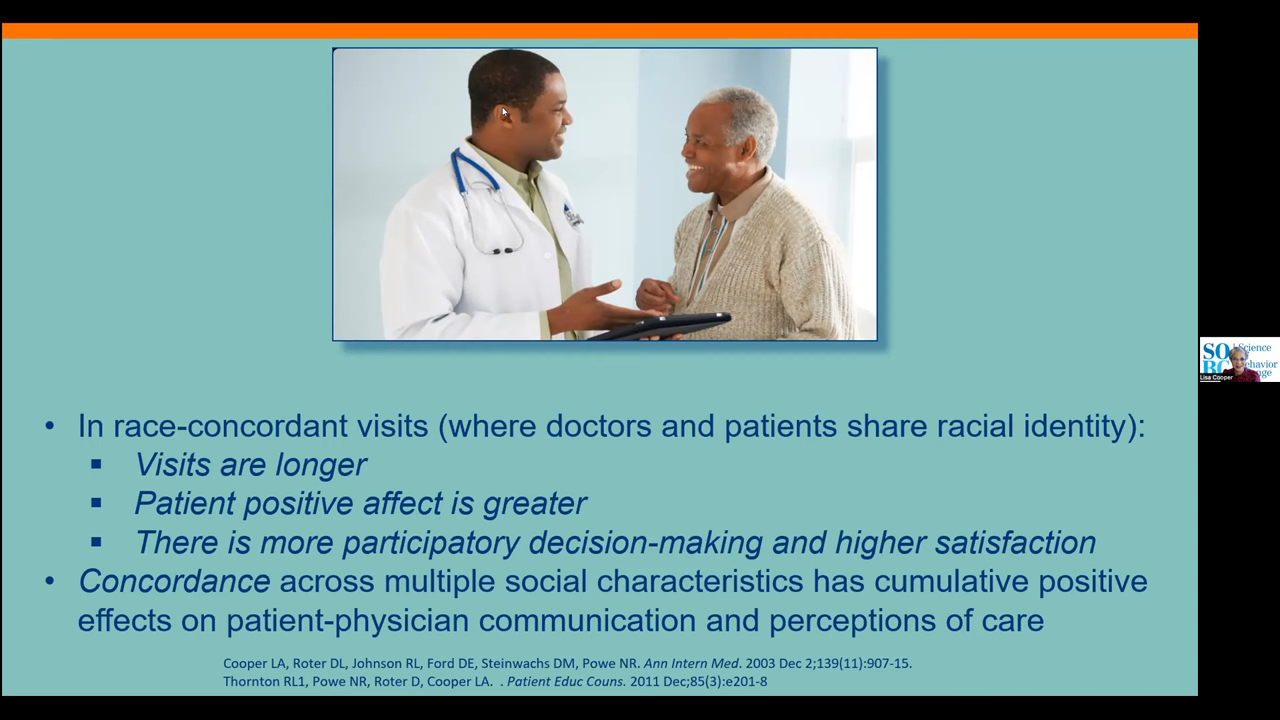 • In race-concordant visits (where doctors and patients share racial identity):
▪ Visits are longer
▪ Patient positive affect is greater
▪ There is more participatory decision-making and higher satisfaction
• Concordance across multiple social characteristics has cumulative positive
effects on patient-physician communication and perceptions of care
Cooper LA, Roter DL, Johnson RL, Ford DE, Steinwachs DM, Powe NR. Ann Intern Med. 2003 Dec 2;139(11):907-15.
Thornton RL1, Powe NR, Roter D, Cooper LA. . Patient Educ Couns. 2011 Dec;85(3):e201-8
Science
Lisa Cooper